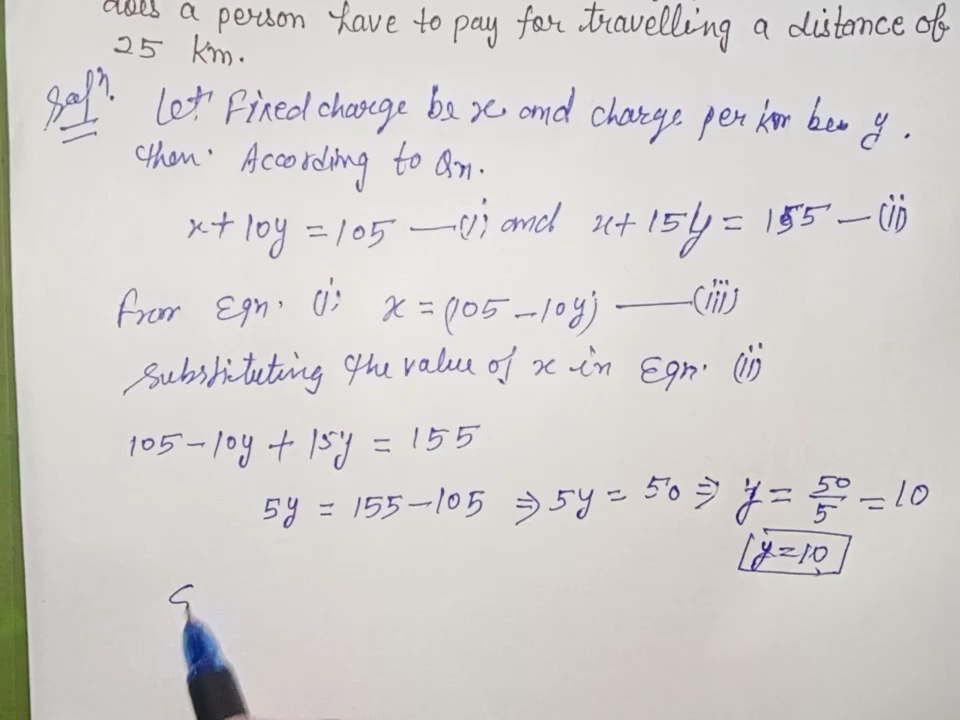 does a person have to pay for travelling a distance of
25 km.
Solⁿ. Let Fixed charge be x and charge per km be y.
then. According to Qn.
x + 10y = 105 —(i) and x + 15y = 155 —(ii)
from Eqn. (i) x = (105 - 10y) ——(iii)
substituting the value of x in Eqn. (ii)
105 - 10y + 15y = 155
5y = 155 - 105 ⇒ 5y = 50 ⇒ y = 50/5 = 10
y = 10